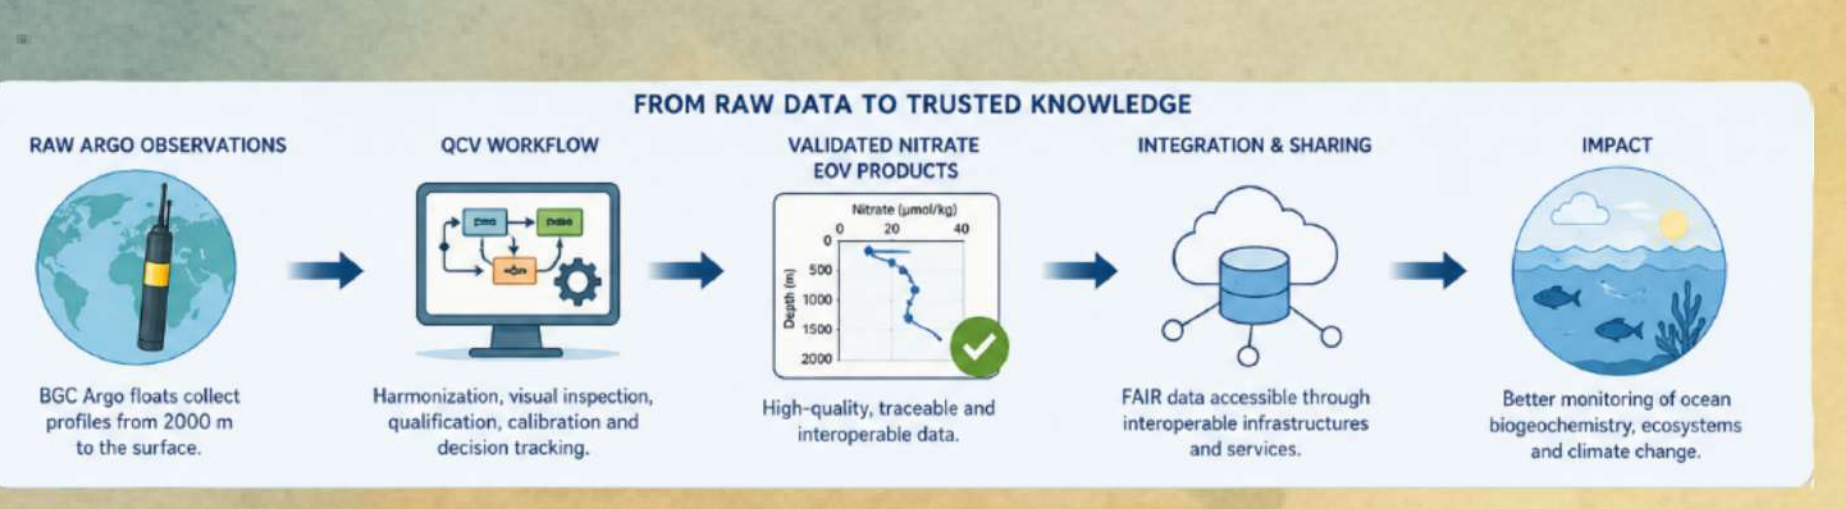 FROM RAW DATA TO TRUSTED KNOWLEDGE
RAW ARGO OBSERVATIONS
BGC Argo floats collect
profiles from 2000 m
to the surface.
QCV WORKFLOW
Harmonization, visual inspection,
qualification, calibration and
decision tracking.
VALIDATED NITRATE
EOV PRODUCTS
Nitrate (µmol/kg)
0 20 40
Depth (m)
0
500
1000
1500
2000
High-quality, traceable and
interoperable data.
INTEGRATION & SHARING
FAIR data accessible through
interoperable infrastructures
and services.
IMPACT
Better monitoring of ocean
biogeochemistry, ecosystems
and climate change.